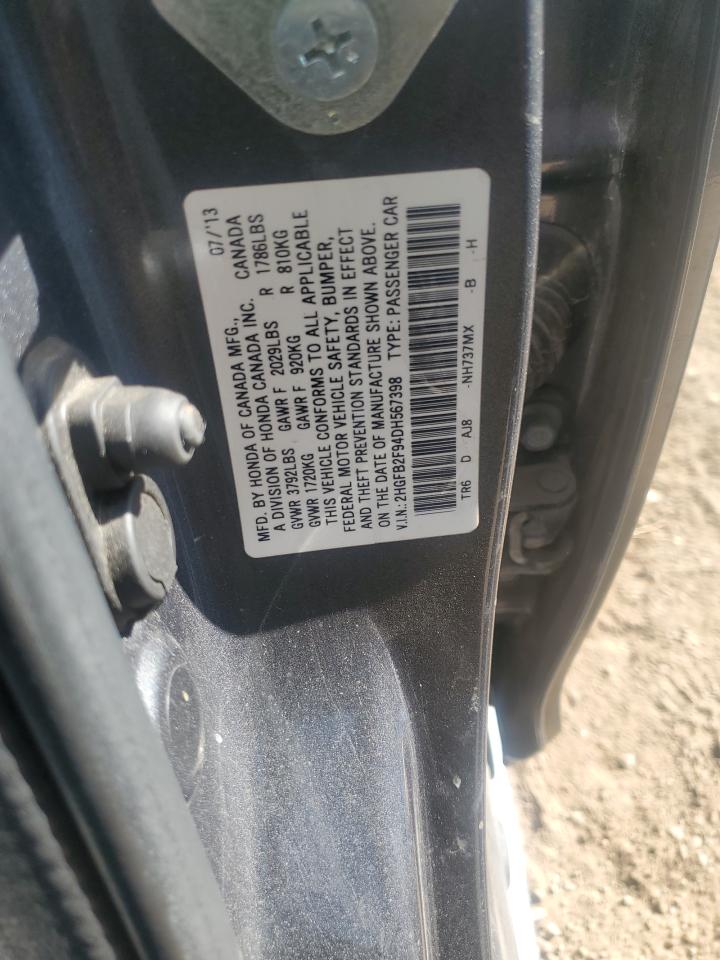 MFD. BY HONDA OF CANADA MFG., 07/'13
A DIVISION OF HONDA CANADA INC. CANADA
GVWR 3792LBS GAWR F 2029LBS R 1786LBS
GVWR 1720KG GAWR F 920KG R 810KG
THIS VEHICLE CONFORMS TO ALL APPLICABLE
FEDERAL MOTOR VEHICLE SAFETY, BUMPER,
AND THEFT PREVENTION STANDARDS IN EFFECT
ON THE DATE OF MANUFACTURE SHOWN ABOVE.
V.I.N.: 2HGFB2F94DH567398 TYPE: PASSENGER CAR
TR6 D AJ8 -NH737MX -B -H